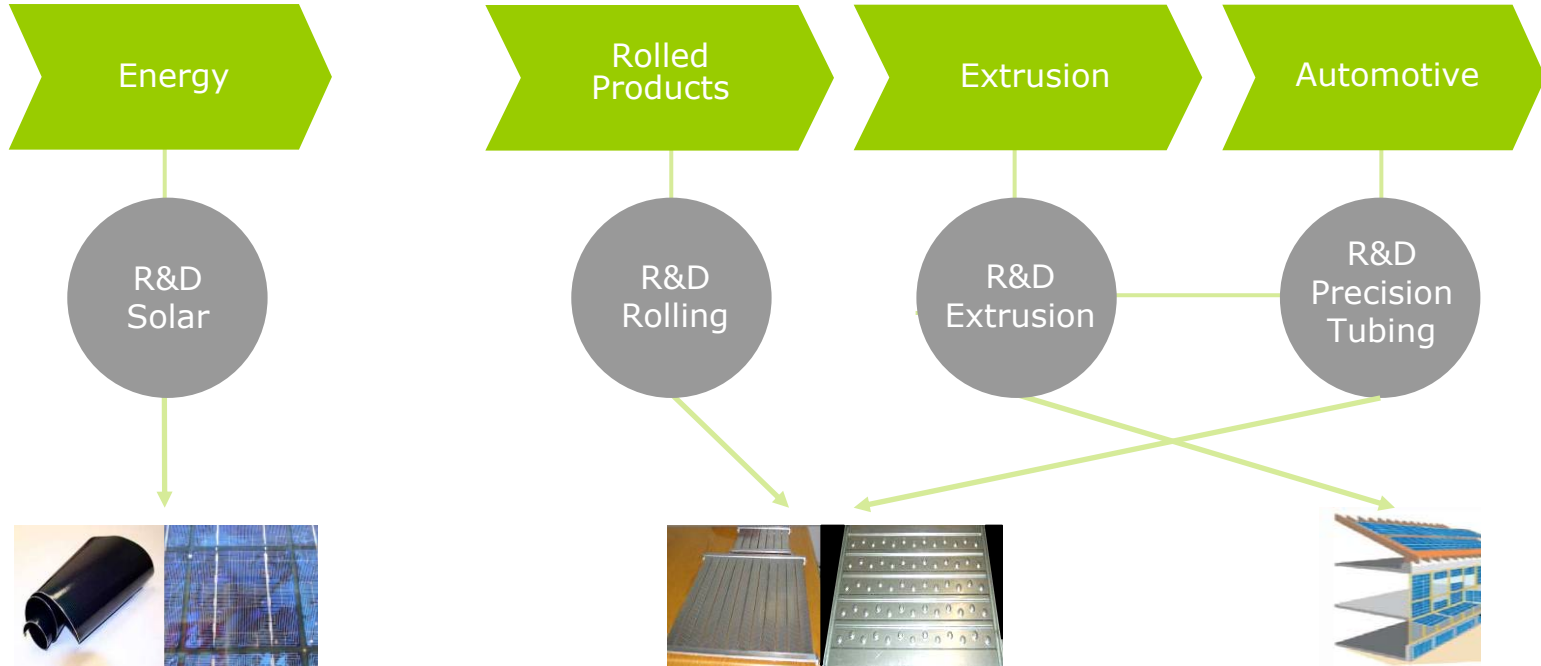 Energy
Rolled
Products
Extrusion
Automotive
R&D
Solar
R&D
Rolling
R&D
Extrusion
R&D
Precision
Tubing